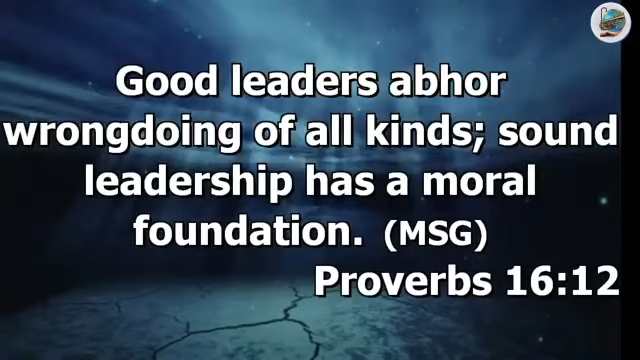 Good leaders abhor
wrongdoing of all kinds; sound
leadership has a moral
foundation. (MSG)
Proverbs 16:12